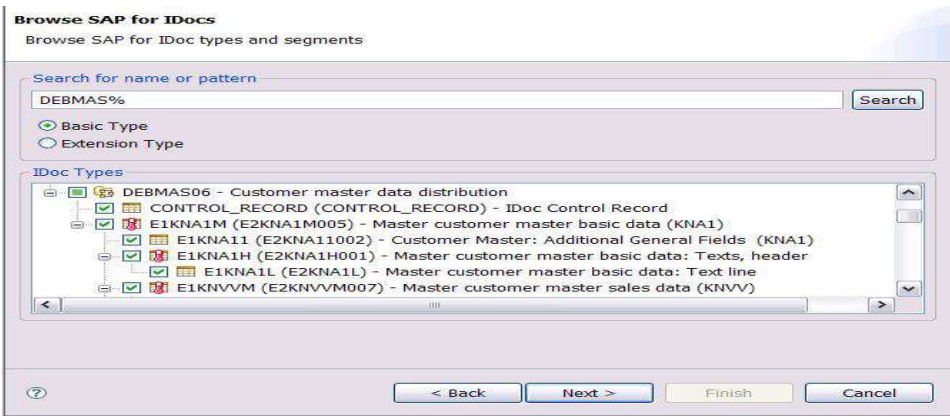 Browse SAP for IDocs
Browse SAP for IDoc types and segments
Search for name or pattern
DEBMAS%
Search
Basic Type
Extension Type
IDoc Types
DEBMAS06 - Customer master data distribution
CONTROL_RECORD (CONTROL_RECORD) - IDoc Control Record
E1KNA1M (E2KNA1M005) - Master customer master basic data (KNA1)
E1KNA11 (E2KNA11002) - Customer Master: Additional General Fields (KNA1)
E1KNA1H (E2KNA1H001) - Master customer master basic data: Texts, header
E1KNA1L (E2KNA1L) - Master customer master basic data: Text line
E1KNVVM (E2KNVVM007) - Master customer master sales data (KNVV)
? < Back Next > Finish Cancel